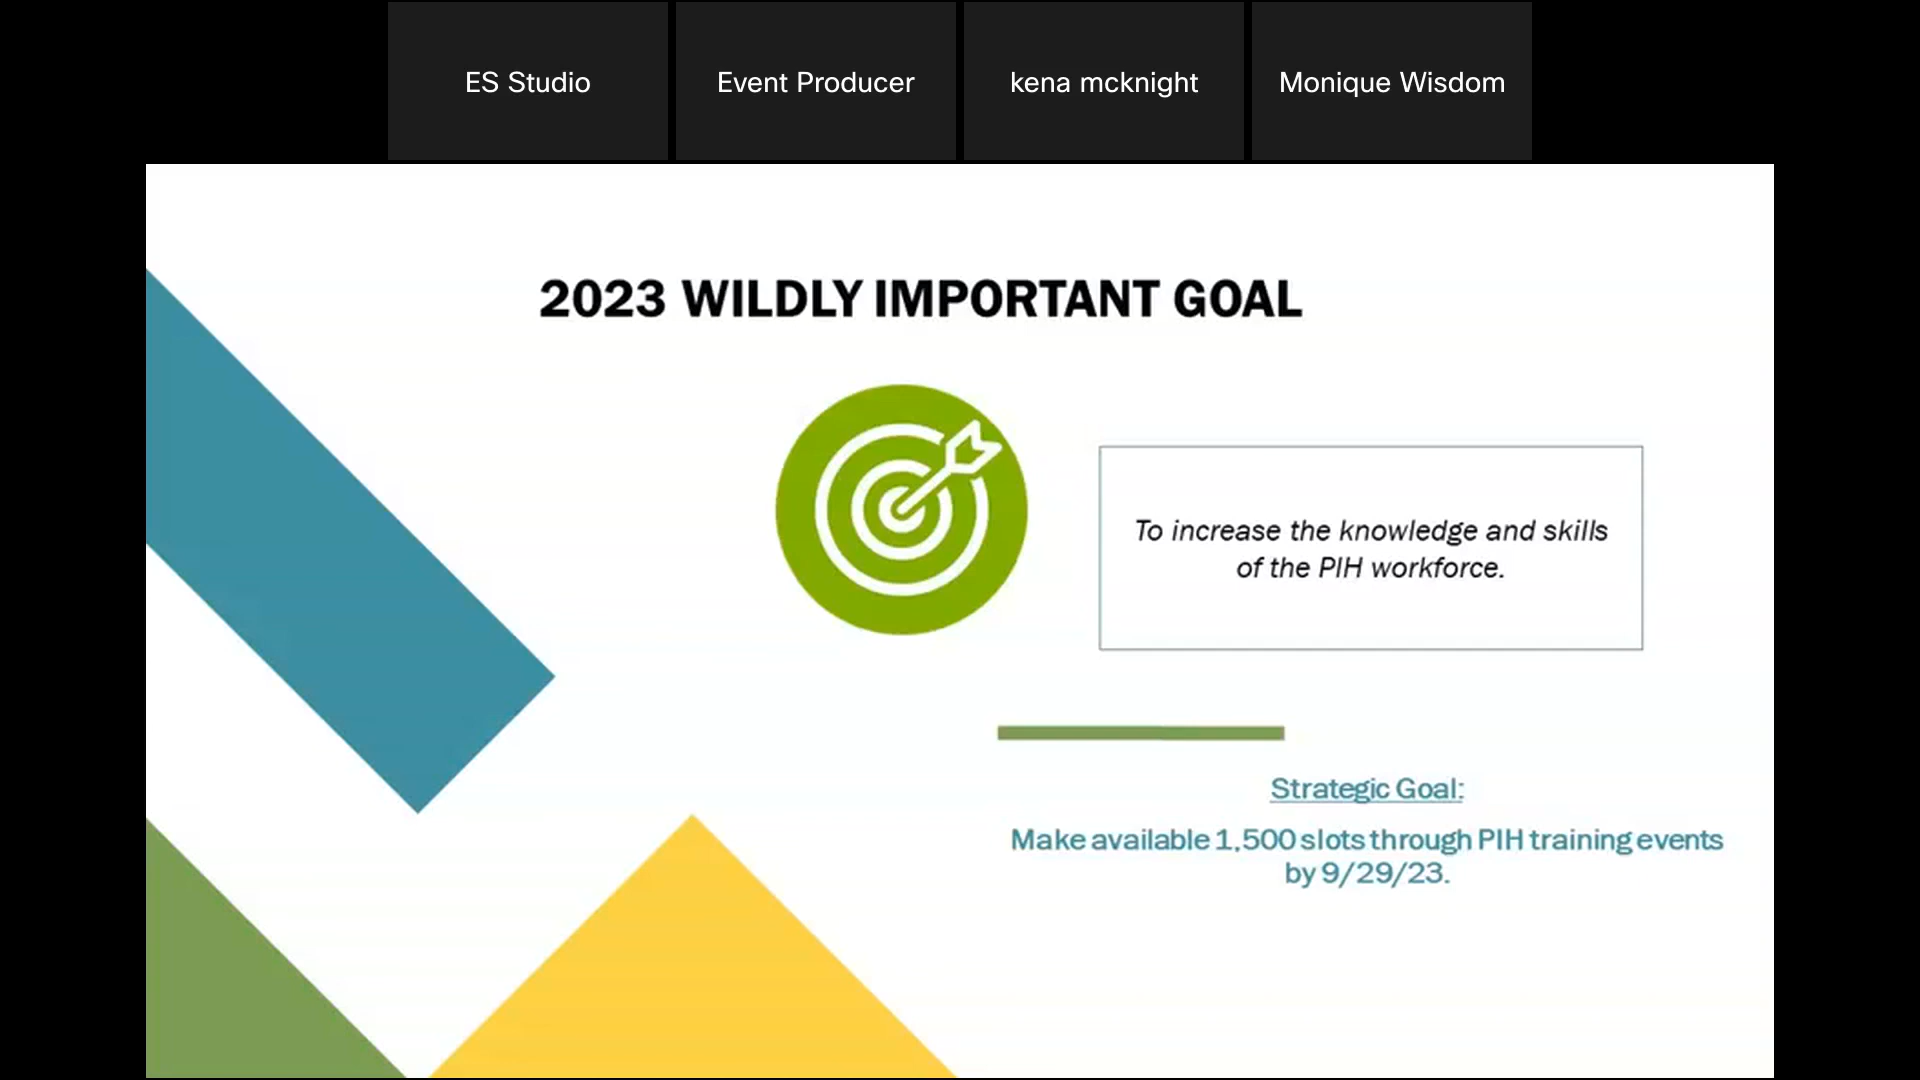 ES Studio
Event Producer
kena mcknight
Monique Wisdom
2023 WILDLY IMPORTANT GOAL
To increase the knowledge and skills
of the PIH workforce.
Strategic Goal:
Make available 1,500 slots through PIH training events
by 9/29/23.